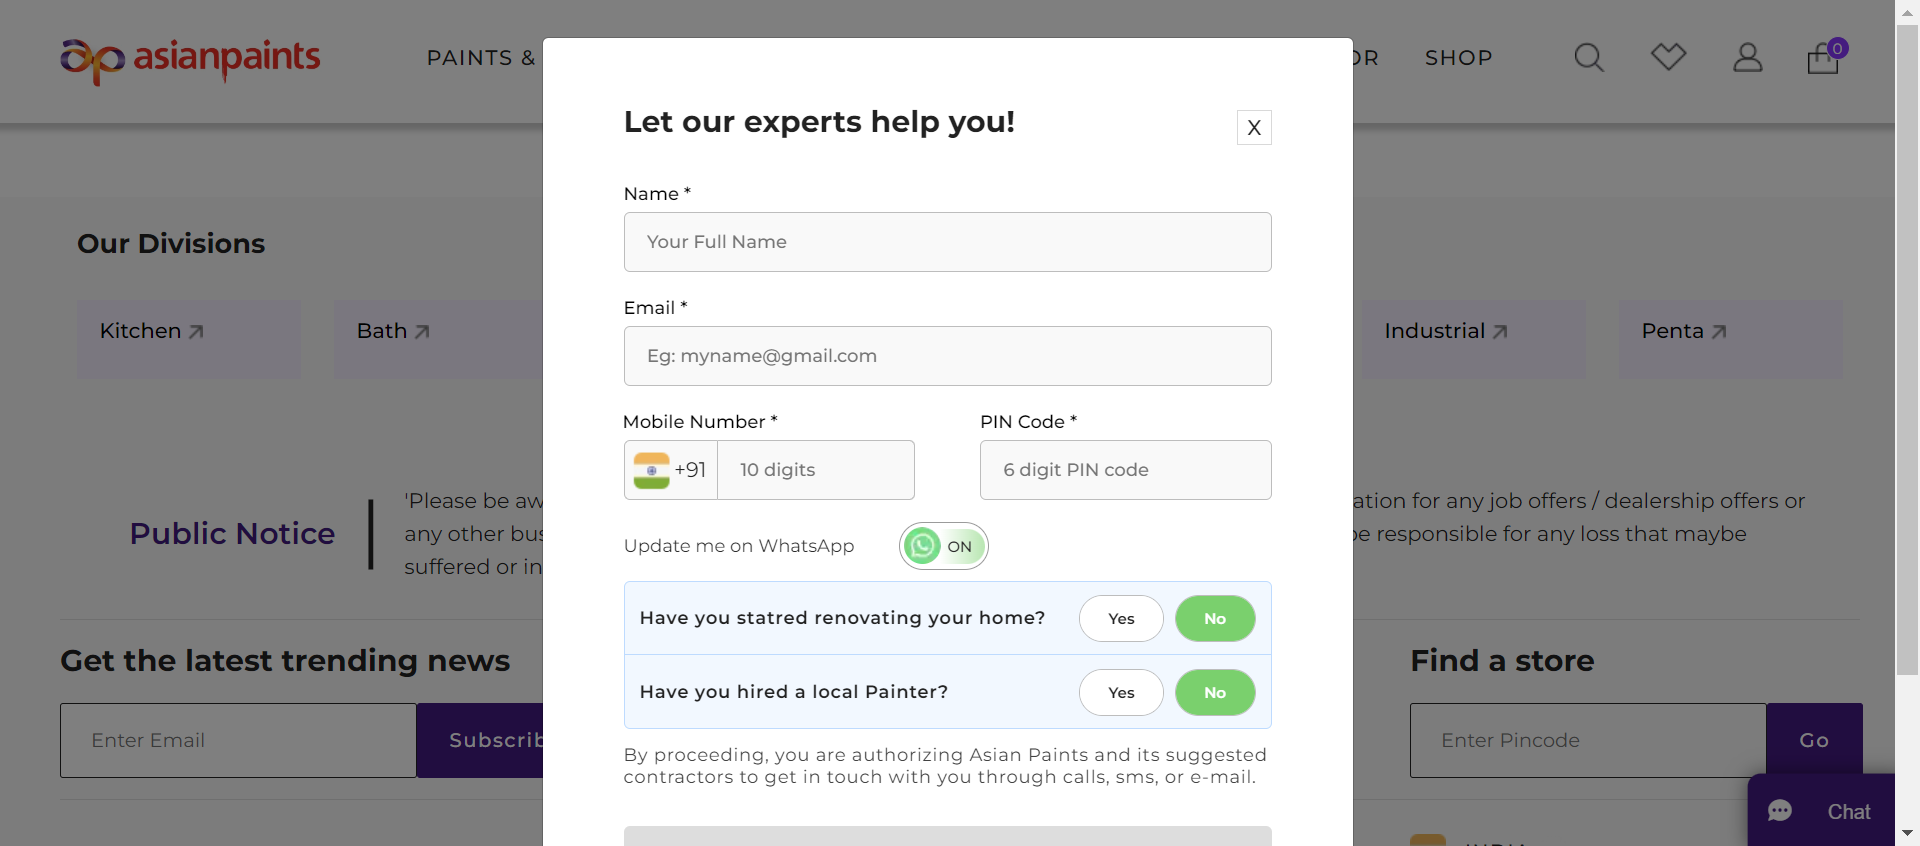 asianpaints
PAINTS &
OR
SHOP
0
Let our experts help you!
X
Name *
Your Full Name
Our Divisions
Kitchen
Bath
Industrial
Penta
Email *
Eg: myname@gmail.com
Mobile Number *
PIN Code *
+91
10 digits
6 digit PIN code
Public Notice
'Please be aw
ation for any job offers / dealership offers or
any other bus
be responsible for any loss that maybe
suffered or in
Update me on WhatsApp
ON
Have you statred renovating your home?
Yes
No
Have you hired a local Painter?
Yes
No
By proceeding, you are authorizing Asian Paints and its suggested
contractors to get in touch with you through calls, sms, or e-mail.
Get the latest trending news
Enter Email
Subscrib
Find a store
Enter Pincode
Go
Chat
INDIA